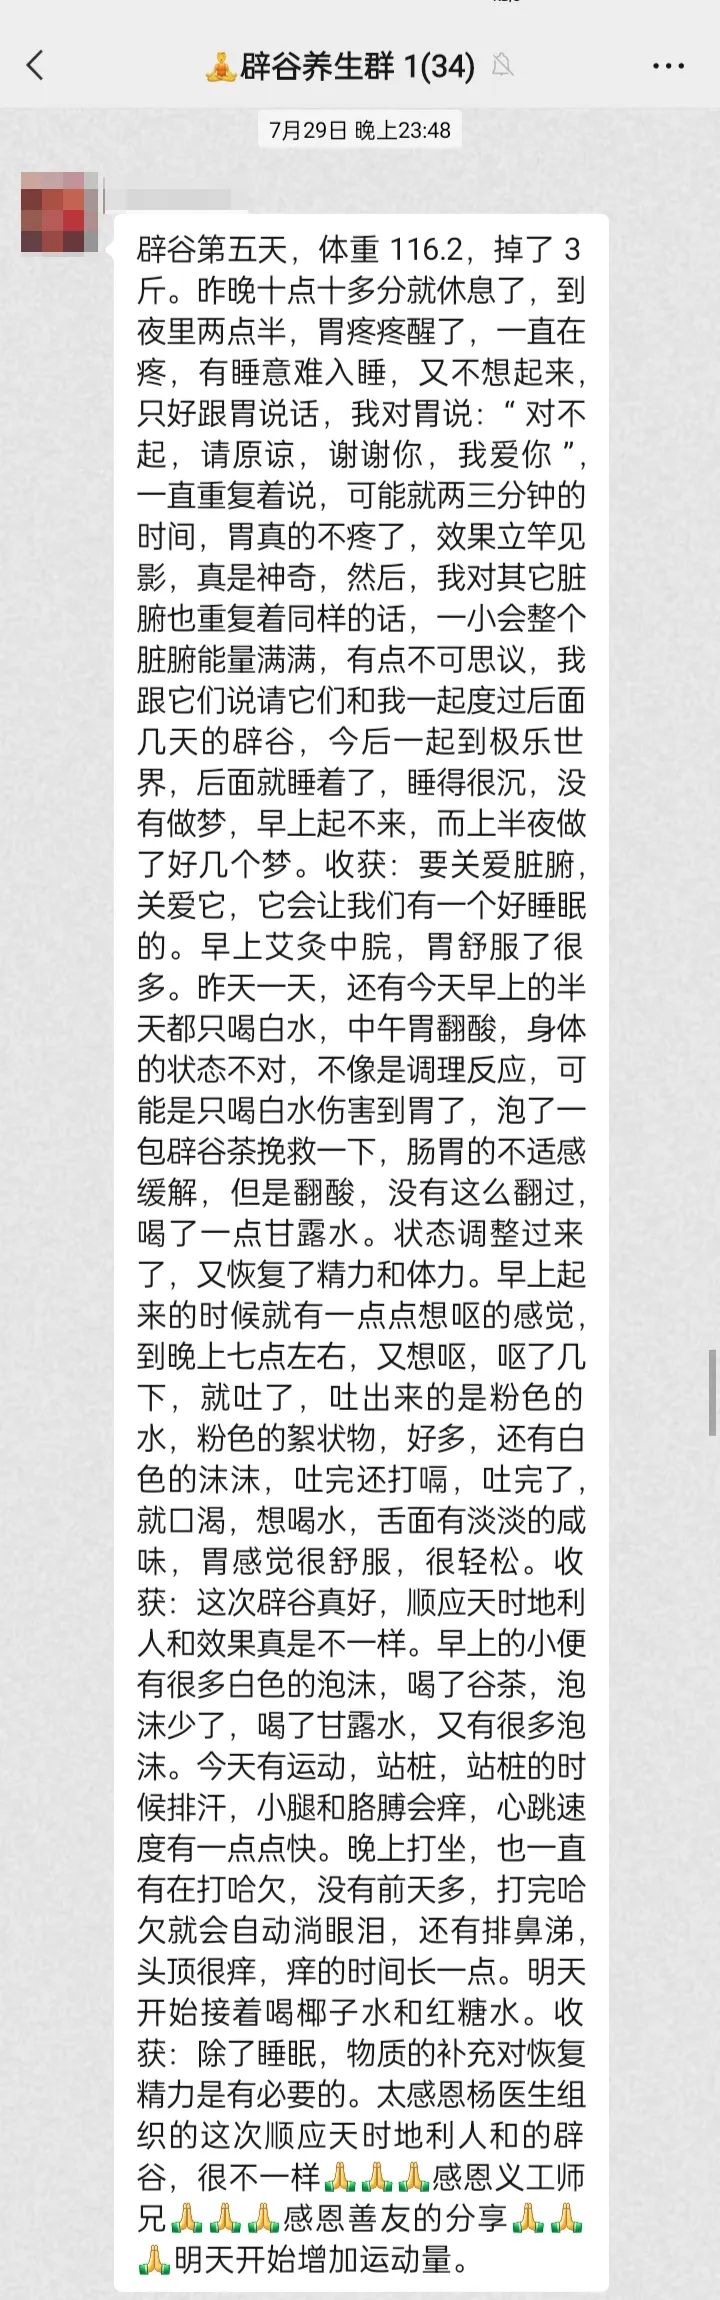 🧘辟谷养生群 1(34)
7月29日 晚上23:48
辟谷第五天，体重 116.2，掉了 3
斤。昨晚十点十多分就休息了，到
夜里两点半，胃疼疼醒了，一直在
疼，有睡意难入睡，又不想起来，
只好跟胃说话，我对胃说：“ 对不
起，请原谅，谢谢你，我爱你 ”，
一直重复着说，可能就两三分钟的
时间，胃真的不疼了，效果立竿见
影，真是神奇，然后，我对其它脏
腑也重复着同样的话，一小会整个
脏腑能量满满，有点不可思议，我
跟它们说请它们和我一起度过后面
几天的辟谷，今后一起到极乐世
界，后面就睡着了，睡得很沉，没
有做梦，早上起不来，而上半夜做
了好几个梦。收获：要关爱脏腑，
关爱它，它会让我们有一个好睡眠
的。早上艾灸中脘，胃舒服了很
多。昨天一天，还有今天早上的半
天都只喝白水，中午胃翻酸，身体
的状态不对，不像是调理反应，可
能是只喝白水伤害到胃了，泡了一
包辟谷茶挽救一下，肠胃的不适感
缓解，但是翻酸，没有这么翻过，
喝了一点甘露水。状态调整过来
了，又恢复了精力和体力。早上起
来的时候就有一点点想呕的感觉，
到晚上七点左右，又想呕，呕了几
下，就吐了，吐出来的是粉色的
水，粉色的絮状物，好多，还有白
色的沫沫，吐完还打嗝，吐完了，
就口渴，想喝水，舌面有淡淡的咸
味，胃感觉很舒服，很轻松。收
获：这次辟谷真好，顺应天时地利
人和效果真是不一样。早上的小便
有很多白色的泡沫，喝了谷茶，泡
沫少了，喝了甘露水，又有很多泡
沫。今天有运动，站桩，站桩的时
候排汗，小腿和胳膊会痒，心跳速
度有一点点快。晚上打坐，也一直
有在打哈欠，没有前天多，打完哈
欠就会自动淌眼泪，还有排鼻涕，
头顶很痒，痒的时间长一点。明天
开始接着喝椰子水和红糖水。收
获：除了睡眠，物质的补充对恢复
精力是有必要的。太感恩杨医生组
织的这次顺应天时地利人和的辟
谷，很不一样🙏🙏🙏感恩义工师
兄🙏🙏🙏感恩善友的分享🙏🙏
🙏明天开始增加运动量。